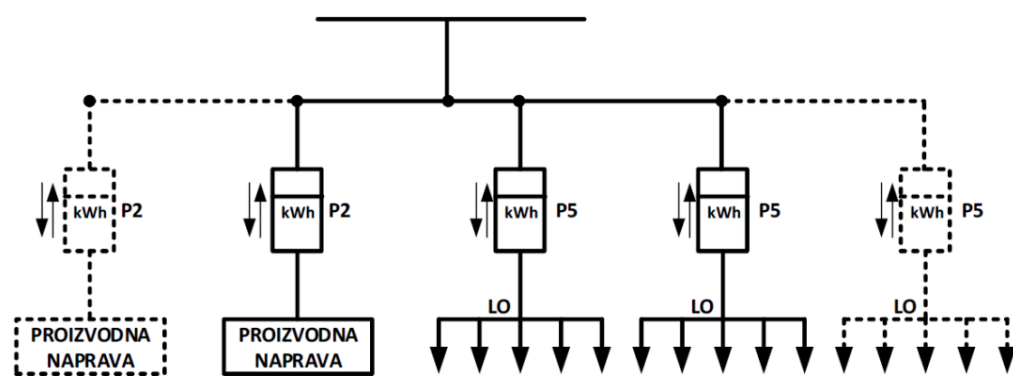 kWh P2
kWh P2
kWh P5
kWh P5
kWh P5
LO
LO
LO
PROIZVODNA
NAPRAVA
PROIZVODNA
NAPRAVA